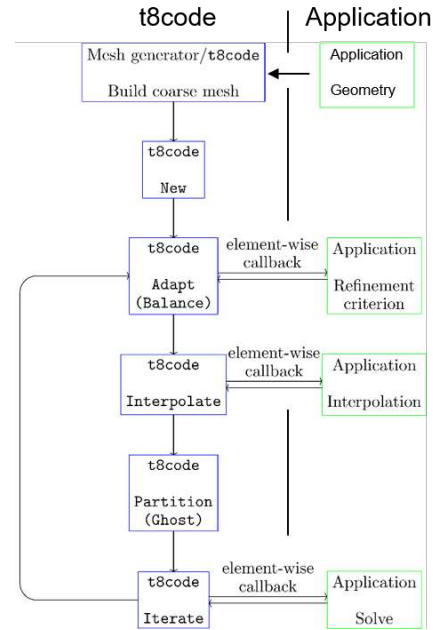 t8code Application
Mesh generator/t8code
Build coarse mesh
Application
Geometry
t8code
New
t8code
Adapt
(Balance)
element-wise
callback
Application
Refinement
criterion
t8code
Interpolate
element-wise
callback
Application
Interpolation
t8code
Partition
(Ghost)
t8code
Iterate
element-wise
callback
Application
Solve